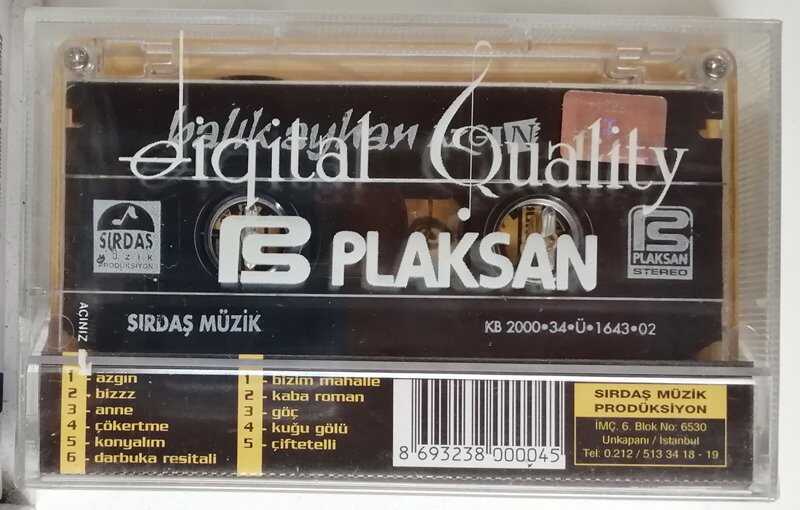 balık ayhan
digital Quality
PLAKSAN
SIRDAŞ
müzik
PRODÜKSİYON
PLAKSAN
STEREO
AÇINIZ
SIRDAŞ MÜZİK
KB 2000•34•Ü•1643•02
1 - azgın
2 - bizzz
3 - anne
4 - çökertme
5 - konyalım
6 - darbuka resitali
1 - bizim mahalle
2 - kaba roman
3 - göç
4 - kuğu gölü
5 - çiftetelli
8 693238 000045
SIRDAŞ MÜZİK
PRODÜKSİYON
İMÇ. 6. Blok No: 6530
Unkapanı / İstanbul
Tel: 0.212 / 513 34 18 - 19